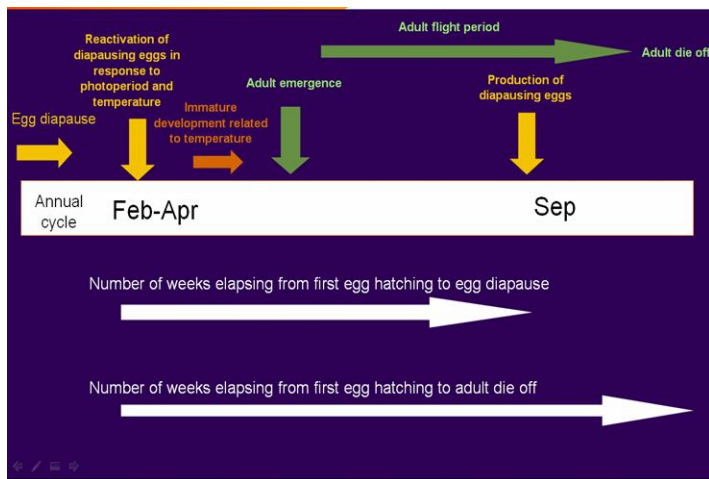 Adult flight period
Adult die off
Reactivation of
diapausing eggs in
response to
photoperiod and
temperature
Adult emergence
Production of
diapausing eggs
Egg diapause
Immature
development related
to temperature
Annual
cycle
Feb-Apr
Sep
Number of weeks elapsing from first egg hatching to egg diapause
Number of weeks elapsing from first egg hatching to adult die off